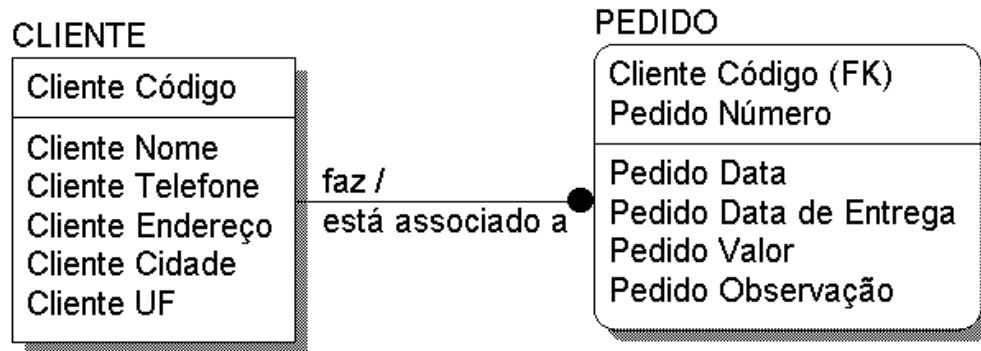 CLIENTE
Cliente Código
Cliente Nome
Cliente Telefone
Cliente Endereço
Cliente Cidade
Cliente UF
faz /
está associado a
PEDIDO
Cliente Código (FK)
Pedido Número
Pedido Data
Pedido Data de Entrega
Pedido Valor
Pedido Observação